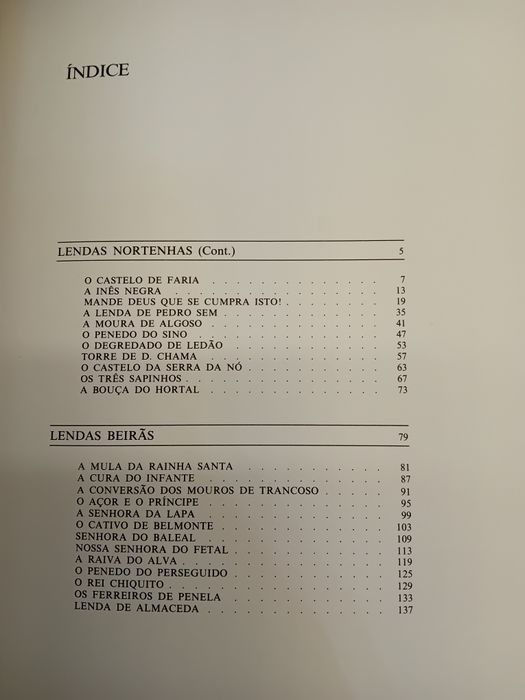 ÍNDICE
LENDAS NORTENHAS (Cont.) 5
O CASTELO DE FARIA . . . . . . . . . . . . . . . 7
A INÊS NEGRA . . . . . . . . . . . . . . . . . 13
MANDE DEUS QUE SE CUMPRA ISTO! . . . . . . . . 19
A LENDA DE PEDRO SEM . . . . . . . . . . . . . 35
A MOURA DE ALGOSO . . . . . . . . . . . . . . 41
O PENEDO DO SINO . . . . . . . . . . . . . . . 47
O DEGREDADO DE LEDÃO . . . . . . . . . . . . . 53
TORRE DE D. CHAMA . . . . . . . . . . . . . . 57
O CASTELO DA SERRA DA NÓ . . . . . . . . . . . 63
OS TRÊS SAPINHOS . . . . . . . . . . . . . . . 67
A BOUÇA DO HORTAL . . . . . . . . . . . . . . 73
LENDAS BEIRÃS 79
A MULA DA RAINHA SANTA . . . . . . . . . . . 81
A CURA DO INFANTE . . . . . . . . . . . . . 87
A CONVERSÃO DOS MOUROS DE TRANCOSO . . . . . 91
O AÇOR E O PRÍNCIPE . . . . . . . . . . . . . 95
A SENHORA DA LAPA . . . . . . . . . . . . . 99
O CATIVO DE BELMONTE . . . . . . . . . . . . 103
SENHORA DO BALEAL . . . . . . . . . . . . . 109
NOSSA SENHORA DO FETAL . . . . . . . . . . . 113
A RAIVA DO ALVA . . . . . . . . . . . . . . 119
O PENEDO DO PERSEGUIDO . . . . . . . . . . . 125
O REI CHIQUITO . . . . . . . . . . . . . . . 129
OS FERREIROS DE PENELA . . . . . . . . . . . 133
LENDA DE ALMACEDA . . . . . . . . . . . . . 137